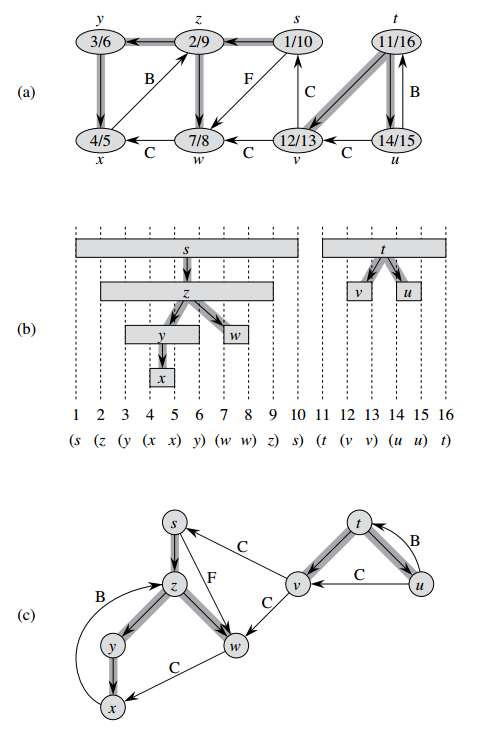 y z s t
3/6 2/9 1/10 11/16
B F C B
(a)
4/5 7/8 12/13 14/15
C C C
x w v u
s t
z v u
(b)
y w
x
1 2 3 4 5 6 7 8 9 10 11 12 13 14 15 16
(s (z (y (x x) y) (w w) z) s) (t (v v) (u u) t)
s t
C B
F C
z v u
B C
(c)
y w
C
x